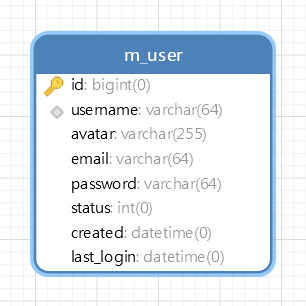 m_user
id: bigint(0)
username: varchar(64)
avatar: varchar(255)
email: varchar(64)
password: varchar(64)
status: int(0)
created: datetime(0)
last_login: datetime(0)